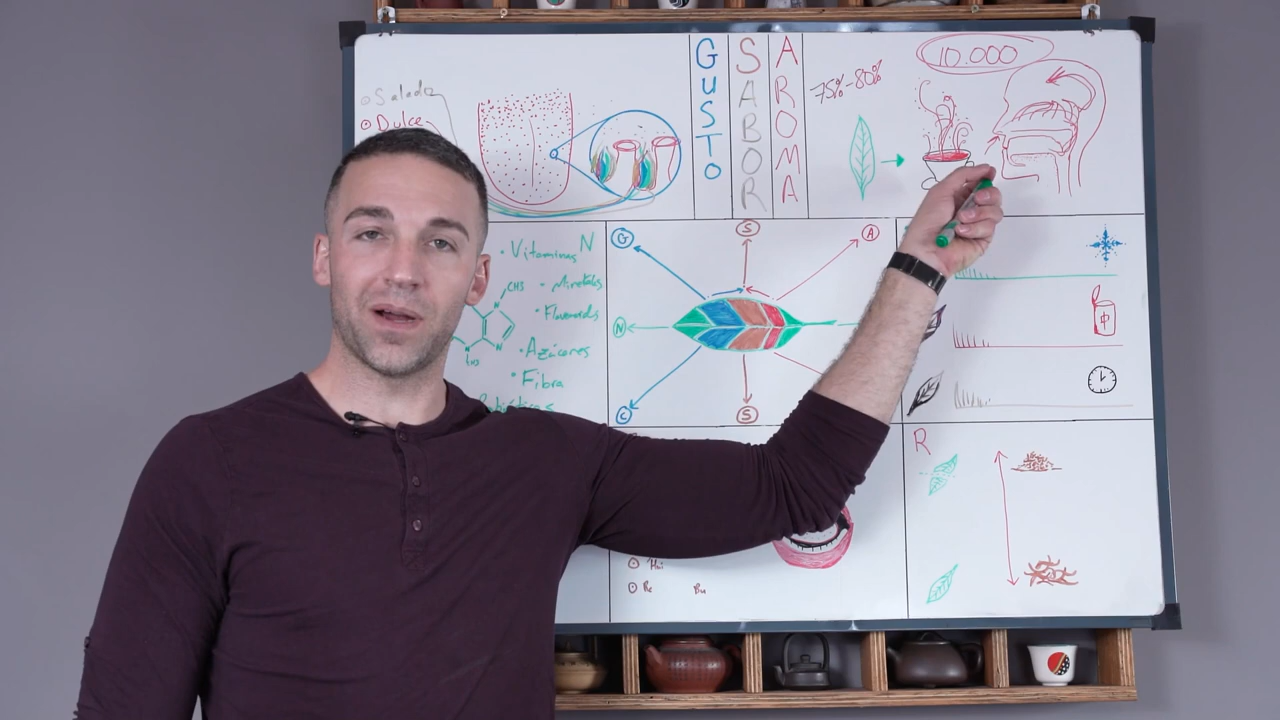 Salado
Dulce
GUSTO
SABOR
AROMA
75%-80%
10.000
N
• Vitaminas
• Minerales
• Flavonoids
• Azúcares
• Fibra
CH3
N
N
G
S
A
N
C
S
R